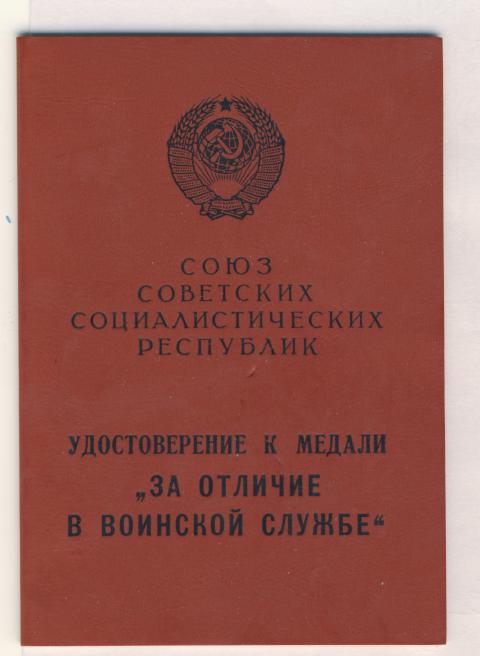 СОЮЗ
СОВЕТСКИХ
СОЦИАЛИСТИЧЕСКИХ
РЕСПУБЛИК
УДОСТОВЕРЕНИЕ К МЕДАЛИ
„ЗА ОТЛИЧИЕ
В ВОИНСКОЙ СЛУЖБЕ“